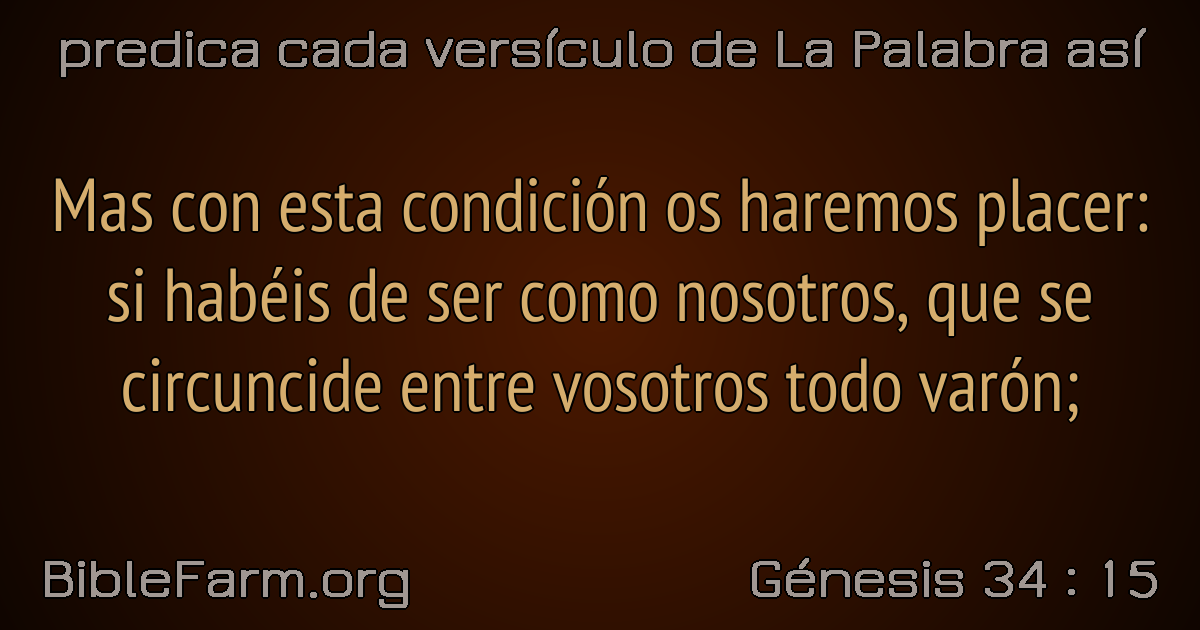 predica cada versículo de La Palabra así
Mas con esta condición os haremos placer:
si habéis de ser como nosotros, que se
circuncide entre vosotros todo varón;
BibleFarm.org
Génesis 34 : 15